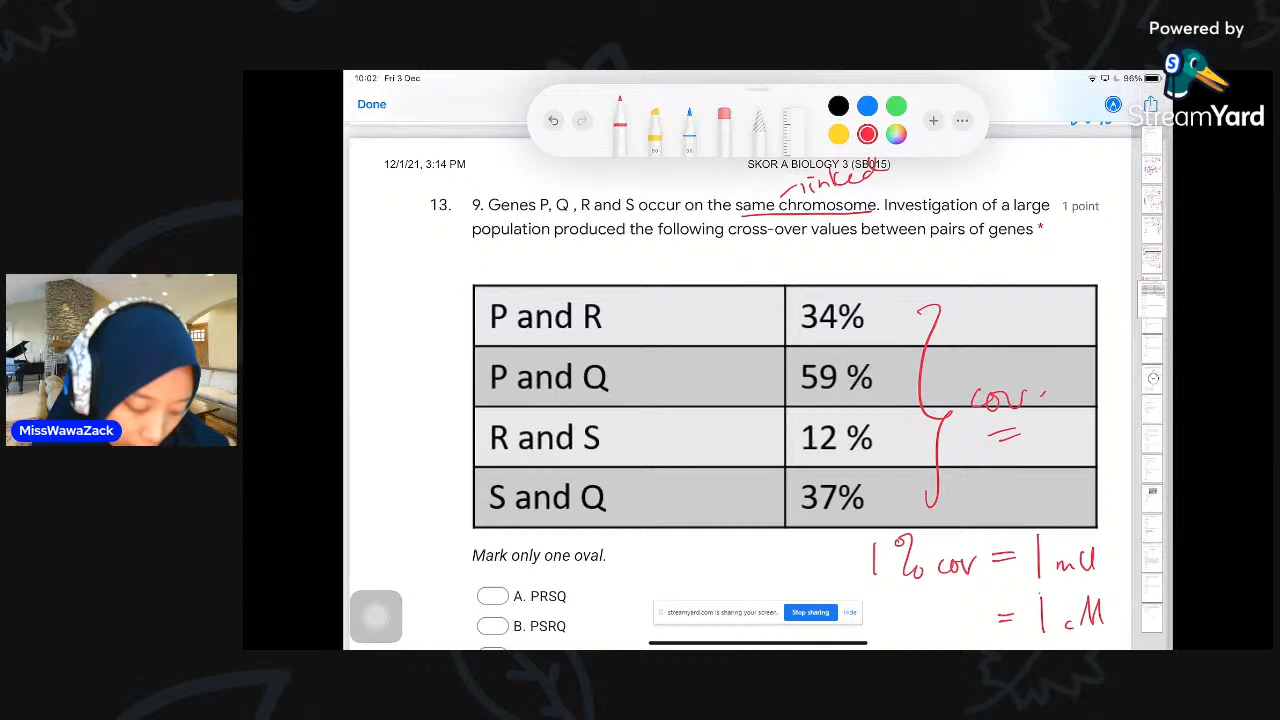 Powered by
S
StreamYard
10:02 Fri 3 Dec
96%
Done
50
50
12/1/21, 3:14 PM
SKOR A BIOLOGY 3 (SB015)
linked
13. 9. Genes P, Q , R and S occur on the same chromosome. Investigation of a large 1 point
population produced the following cross-over values between pairs of genes *
P and R 34%
P and Q 59 %
R and S 12 %
S and Q 37%
COV
=
Mark only one oval.
1 % cov = 1 mu
= 1 cM
A. PRSQ
B. PSRQ
streamyard.com is sharing your screen.
Stop sharing
Hide
MissWawaZack